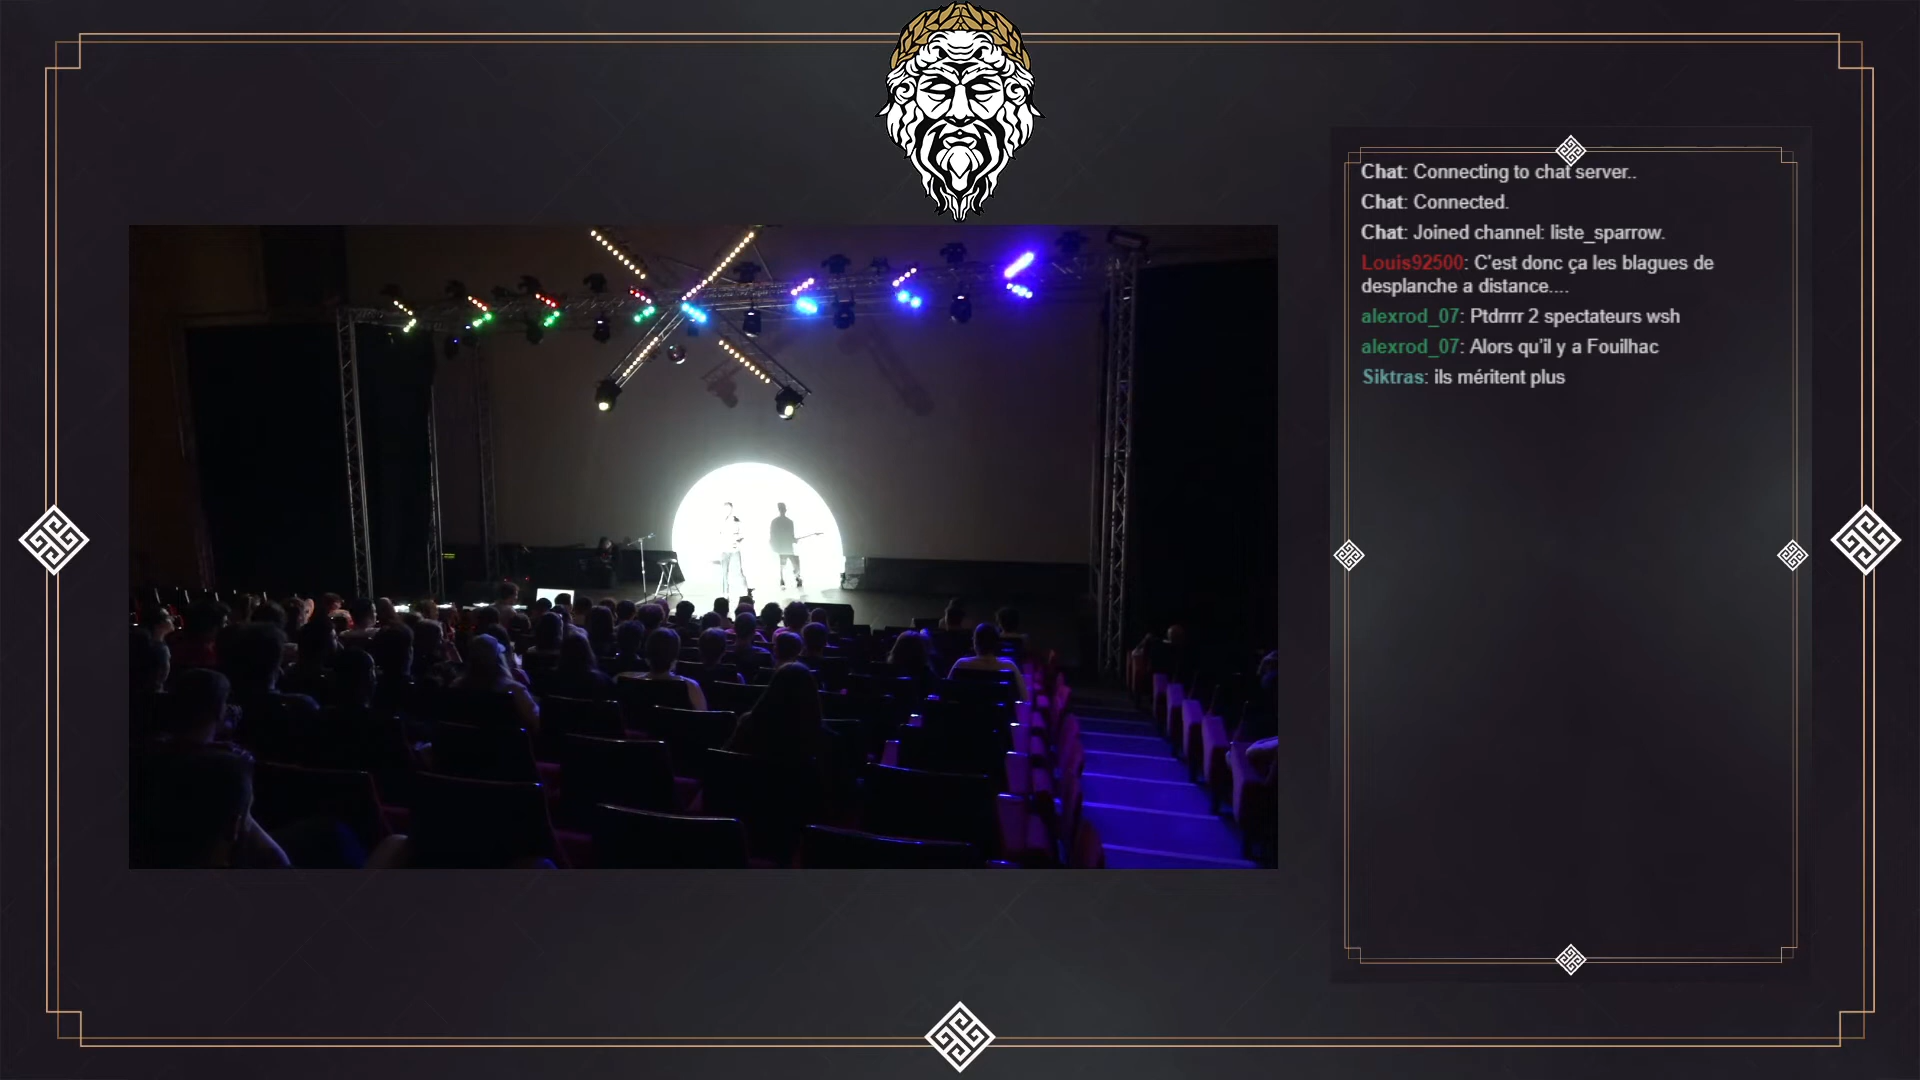 Chat: Connecting to chat server..
Chat: Connected.
Chat: Joined channel: liste_sparrow.
Louis92500: C'est donc ça les blagues de
desplanche a distance....
alexrod_07: Ptdrrrr 2 spectateurs wsh
alexrod_07: Alors qu'il y a Fouilhac
Siktras: ils méritent plus